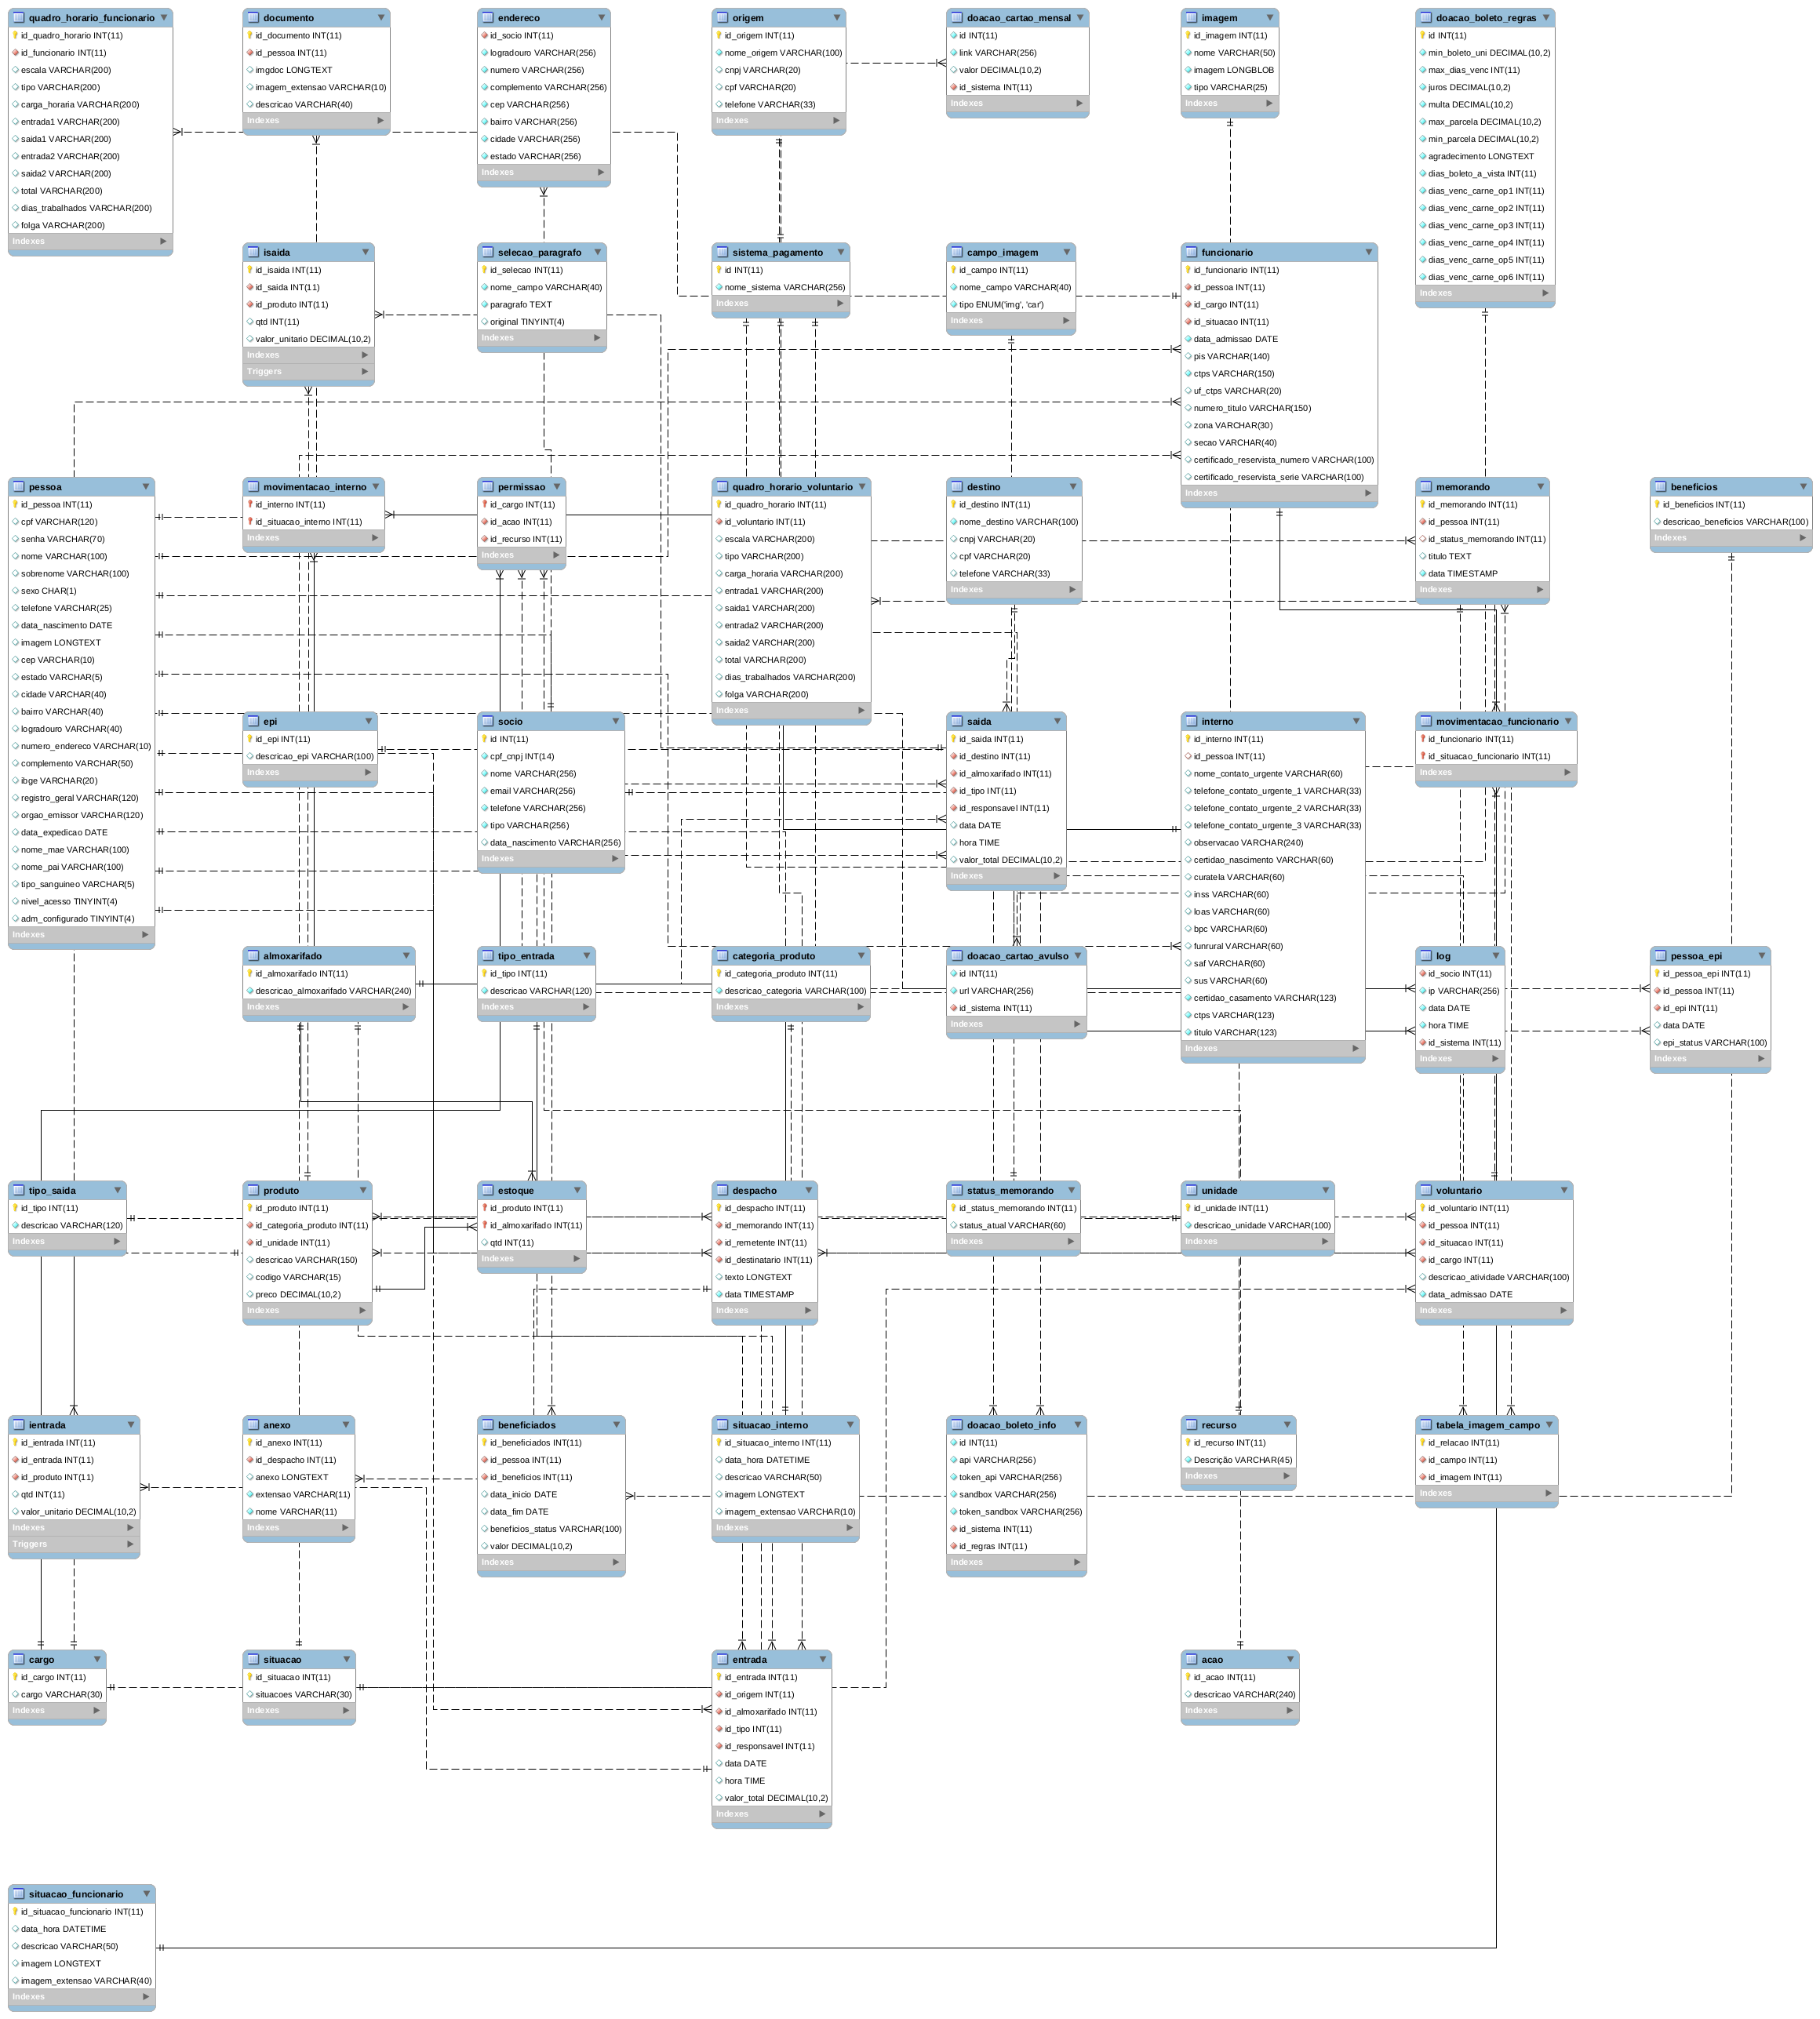 quadro_horario_funcionario
id_quadro_horario INT(11)
id_funcionario INT(11)
escala VARCHAR(200)
tipo VARCHAR(200)
carga_horaria VARCHAR(200)
entrada1 VARCHAR(200)
saida1 VARCHAR(200)
entrada2 VARCHAR(200)
saida2 VARCHAR(200)
total VARCHAR(200)
dias_trabalhados VARCHAR(200)
folga VARCHAR(200)
Indexes
documento
id_documento INT(11)
id_pessoa INT(11)
imgdoc LONGTEXT
imagem_extensao VARCHAR(10)
descricao VARCHAR(40)
Indexes
endereco
id_socio INT(11)
logradouro VARCHAR(256)
numero VARCHAR(256)
complemento VARCHAR(256)
cep VARCHAR(256)
bairro VARCHAR(256)
cidade VARCHAR(256)
estado VARCHAR(256)
Indexes
origem
id_origem INT(11)
nome_origem VARCHAR(100)
cnpj VARCHAR(20)
cpf VARCHAR(20)
telefone VARCHAR(33)
Indexes
doacao_cartao_mensal
id INT(11)
link VARCHAR(256)
valor DECIMAL(10,2)
id_sistema INT(11)
Indexes
imagem
id_imagem INT(11)
nome VARCHAR(50)
imagem LONGBLOB
tipo VARCHAR(25)
Indexes
doacao_boleto_regras
id INT(11)
min_boleto_uni DECIMAL(10,2)
max_dias_venc INT(11)
juros DECIMAL(10,2)
multa DECIMAL(10,2)
max_parcela DECIMAL(10,2)
min_parcela DECIMAL(10,2)
agradecimento LONGTEXT
dias_boleto_a_vista INT(11)
dias_venc_carne_op1 INT(11)
dias_venc_carne_op2 INT(11)
dias_venc_carne_op3 INT(11)
dias_venc_carne_op4 INT(11)
dias_venc_carne_op5 INT(11)
dias_venc_carne_op6 INT(11)
Indexes
isaida
id_isaida INT(11)
id_saida INT(11)
id_produto INT(11)
qtd INT(11)
valor_unitario DECIMAL(10,2)
Indexes
Triggers
selecao_paragrafo
id_selecao INT(11)
nome_campo VARCHAR(40)
paragrafo TEXT
original TINYINT(4)
Indexes
sistema_pagamento
id INT(11)
nome_sistema VARCHAR(256)
Indexes
campo_imagem
id_campo INT(11)
nome_campo VARCHAR(40)
tipo ENUM('img', 'car')
Indexes
funcionario
id_funcionario INT(11)
id_pessoa INT(11)
id_cargo INT(11)
id_situacao INT(11)
data_admissao DATE
pis VARCHAR(140)
ctps VARCHAR(150)
uf_ctps VARCHAR(20)
numero_titulo VARCHAR(150)
zona VARCHAR(30)
secao VARCHAR(40)
certificado_reservista_numero VARCHAR(100)
certificado_reservista_serie VARCHAR(100)
Indexes
pessoa
id_pessoa INT(11)
cpf VARCHAR(120)
senha VARCHAR(70)
nome VARCHAR(100)
sobrenome VARCHAR(100)
sexo CHAR(1)
telefone VARCHAR(25)
data_nascimento DATE
imagem LONGTEXT
cep VARCHAR(10)
estado VARCHAR(5)
cidade VARCHAR(40)
bairro VARCHAR(40)
logradouro VARCHAR(40)
numero_endereco VARCHAR(10)
complemento VARCHAR(50)
ibge VARCHAR(20)
registro_geral VARCHAR(120)
orgao_emissor VARCHAR(120)
data_expedicao DATE
nome_mae VARCHAR(100)
nome_pai VARCHAR(100)
tipo_sanguineo VARCHAR(5)
nivel_acesso TINYINT(4)
adm_configurado TINYINT(4)
Indexes
movimentacao_interno
id_interno INT(11)
id_situacao_interno INT(11)
Indexes
permissao
id_cargo INT(11)
id_acao INT(11)
id_recurso INT(11)
Indexes
quadro_horario_voluntario
id_quadro_horario INT(11)
id_voluntario INT(11)
escala VARCHAR(200)
tipo VARCHAR(200)
carga_horaria VARCHAR(200)
entrada1 VARCHAR(200)
saida1 VARCHAR(200)
entrada2 VARCHAR(200)
saida2 VARCHAR(200)
total VARCHAR(200)
dias_trabalhados VARCHAR(200)
folga VARCHAR(200)
Indexes
destino
id_destino INT(11)
nome_destino VARCHAR(100)
cnpj VARCHAR(20)
cpf VARCHAR(20)
telefone VARCHAR(33)
Indexes
memorando
id_memorando INT(11)
id_pessoa INT(11)
id_status_memorando INT(11)
titulo TEXT
data TIMESTAMP
Indexes
beneficios
id_beneficios INT(11)
descricao_beneficios VARCHAR(100)
Indexes
epi
id_epi INT(11)
descricao_epi VARCHAR(100)
Indexes
socio
id INT(11)
cpf_cnpj INT(14)
nome VARCHAR(256)
email VARCHAR(256)
telefone VARCHAR(256)
tipo VARCHAR(256)
data_nascimento VARCHAR(256)
Indexes
saida
id_saida INT(11)
id_destino INT(11)
id_almoxarifado INT(11)
id_tipo INT(11)
id_responsavel INT(11)
data DATE
hora TIME
valor_total DECIMAL(10,2)
Indexes
interno
id_interno INT(11)
id_pessoa INT(11)
nome_contato_urgente VARCHAR(60)
telefone_contato_urgente_1 VARCHAR(33)
telefone_contato_urgente_2 VARCHAR(33)
telefone_contato_urgente_3 VARCHAR(33)
observacao VARCHAR(240)
certidao_nascimento VARCHAR(60)
curatela VARCHAR(60)
inss VARCHAR(60)
loas VARCHAR(60)
bpc VARCHAR(60)
funrural VARCHAR(60)
saf VARCHAR(60)
sus VARCHAR(60)
certidao_casamento VARCHAR(123)
ctps VARCHAR(123)
titulo VARCHAR(123)
Indexes
movimentacao_funcionario
id_funcionario INT(11)
id_situacao_funcionario INT(11)
Indexes
almoxarifado
id_almoxarifado INT(11)
descricao_almoxarifado VARCHAR(240)
Indexes
tipo_entrada
id_tipo INT(11)
descricao VARCHAR(120)
Indexes
categoria_produto
id_categoria_produto INT(11)
descricao_categoria VARCHAR(100)
Indexes
doacao_cartao_avulso
id INT(11)
url VARCHAR(256)
id_sistema INT(11)
Indexes
log
id_socio INT(11)
ip VARCHAR(256)
data DATE
hora TIME
id_sistema INT(11)
Indexes
pessoa_epi
id_pessoa_epi INT(11)
id_pessoa INT(11)
id_epi INT(11)
data DATE
epi_status VARCHAR(100)
Indexes
tipo_saida
id_tipo INT(11)
descricao VARCHAR(120)
Indexes
produto
id_produto INT(11)
id_categoria_produto INT(11)
id_unidade INT(11)
descricao VARCHAR(150)
codigo VARCHAR(15)
preco DECIMAL(10,2)
Indexes
estoque
id_produto INT(11)
id_almoxarifado INT(11)
qtd INT(11)
Indexes
despacho
id_despacho INT(11)
id_memorando INT(11)
id_remetente INT(11)
id_destinatario INT(11)
texto LONGTEXT
data TIMESTAMP
Indexes
status_memorando
id_status_memorando INT(11)
status_atual VARCHAR(60)
Indexes
unidade
id_unidade INT(11)
descricao_unidade VARCHAR(100)
Indexes
voluntario
id_voluntario INT(11)
id_pessoa INT(11)
id_situacao INT(11)
id_cargo INT(11)
descricao_atividade VARCHAR(100)
data_admissao DATE
Indexes
ientrada
id_ientrada INT(11)
id_entrada INT(11)
id_produto INT(11)
qtd INT(11)
valor_unitario DECIMAL(10,2)
Indexes
Triggers
anexo
id_anexo INT(11)
id_despacho INT(11)
anexo LONGTEXT
extensao VARCHAR(11)
nome VARCHAR(11)
Indexes
beneficiados
id_beneficiados INT(11)
id_pessoa INT(11)
id_beneficios INT(11)
data_inicio DATE
data_fim DATE
beneficios_status VARCHAR(100)
valor DECIMAL(10,2)
Indexes
situacao_interno
id_situacao_interno INT(11)
data_hora DATETIME
descricao VARCHAR(50)
imagem LONGTEXT
imagem_extensao VARCHAR(10)
Indexes
doacao_boleto_info
id INT(11)
api VARCHAR(256)
token_api VARCHAR(256)
sandbox VARCHAR(256)
token_sandbox VARCHAR(256)
id_sistema INT(11)
id_regras INT(11)
Indexes
recurso
id_recurso INT(11)
Descrição VARCHAR(45)
Indexes
tabela_imagem_campo
id_relacao INT(11)
id_campo INT(11)
id_imagem INT(11)
Indexes
cargo
id_cargo INT(11)
cargo VARCHAR(30)
Indexes
situacao
id_situacao INT(11)
situacoes VARCHAR(30)
Indexes
entrada
id_entrada INT(11)
id_origem INT(11)
id_almoxarifado INT(11)
id_tipo INT(11)
id_responsavel INT(11)
data DATE
hora TIME
valor_total DECIMAL(10,2)
Indexes
acao
id_acao INT(11)
descricao VARCHAR(240)
Indexes
situacao_funcionario
id_situacao_funcionario INT(11)
data_hora DATETIME
descricao VARCHAR(50)
imagem LONGTEXT
imagem_extensao VARCHAR(40)
Indexes